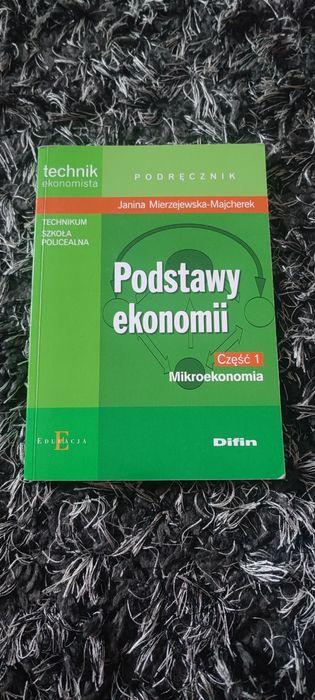 technik
ekonomista
PODRĘCZNIK
Janina Mierzejewska-Majcherek
TECHNIKUM
SZKOŁA
POLICEALNA
Podstawy
ekonomii
Część 1
Mikroekonomia
E
EDUKACJA
Difin